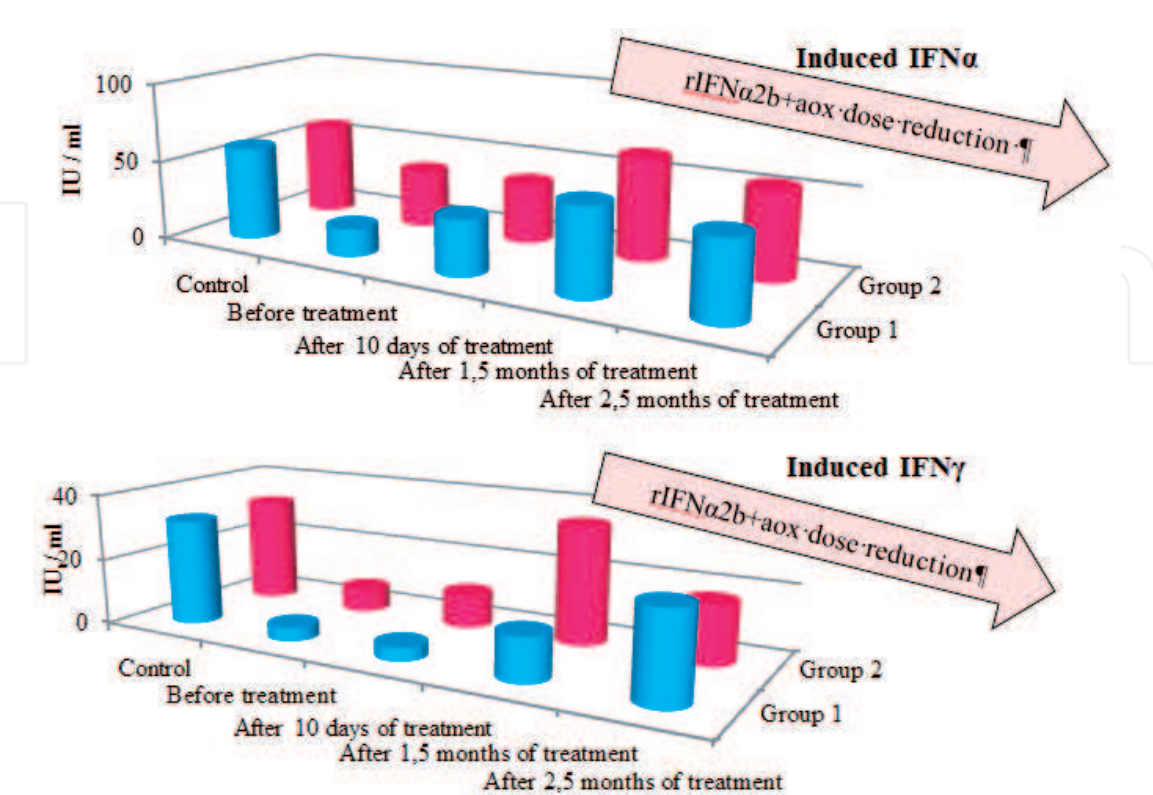 Induced IFNα
rIFNα2b+aox·dose·reduction·¶
100
50
0
IU / ml
Control
Before treatment
After 10 days of treatment
After 1,5 months of treatment
After 2,5 months of treatment
Group 2
Group 1
Induced IFNγ
rIFNα2b+aox·dose·reduction¶
40
20
0
IU / ml
Control
Before treatment
After 10 days of treatment
After 1,5 months of treatment
After 2,5 months of treatment
Group 2
Group 1